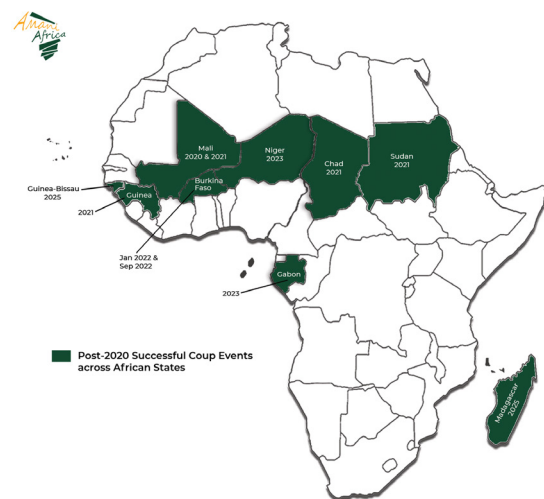 Amani
Africa
Mali
2020 & 2021
Niger
2023
Chad
2021
Sudan
2021
Guinea-Bissau
2025
Guinea
2021
Burkina
Faso
Jan 2022 &
Sep 2022
Gabon
2023
Madagascar
2025
Post-2020 Successful Coup Events
across African States